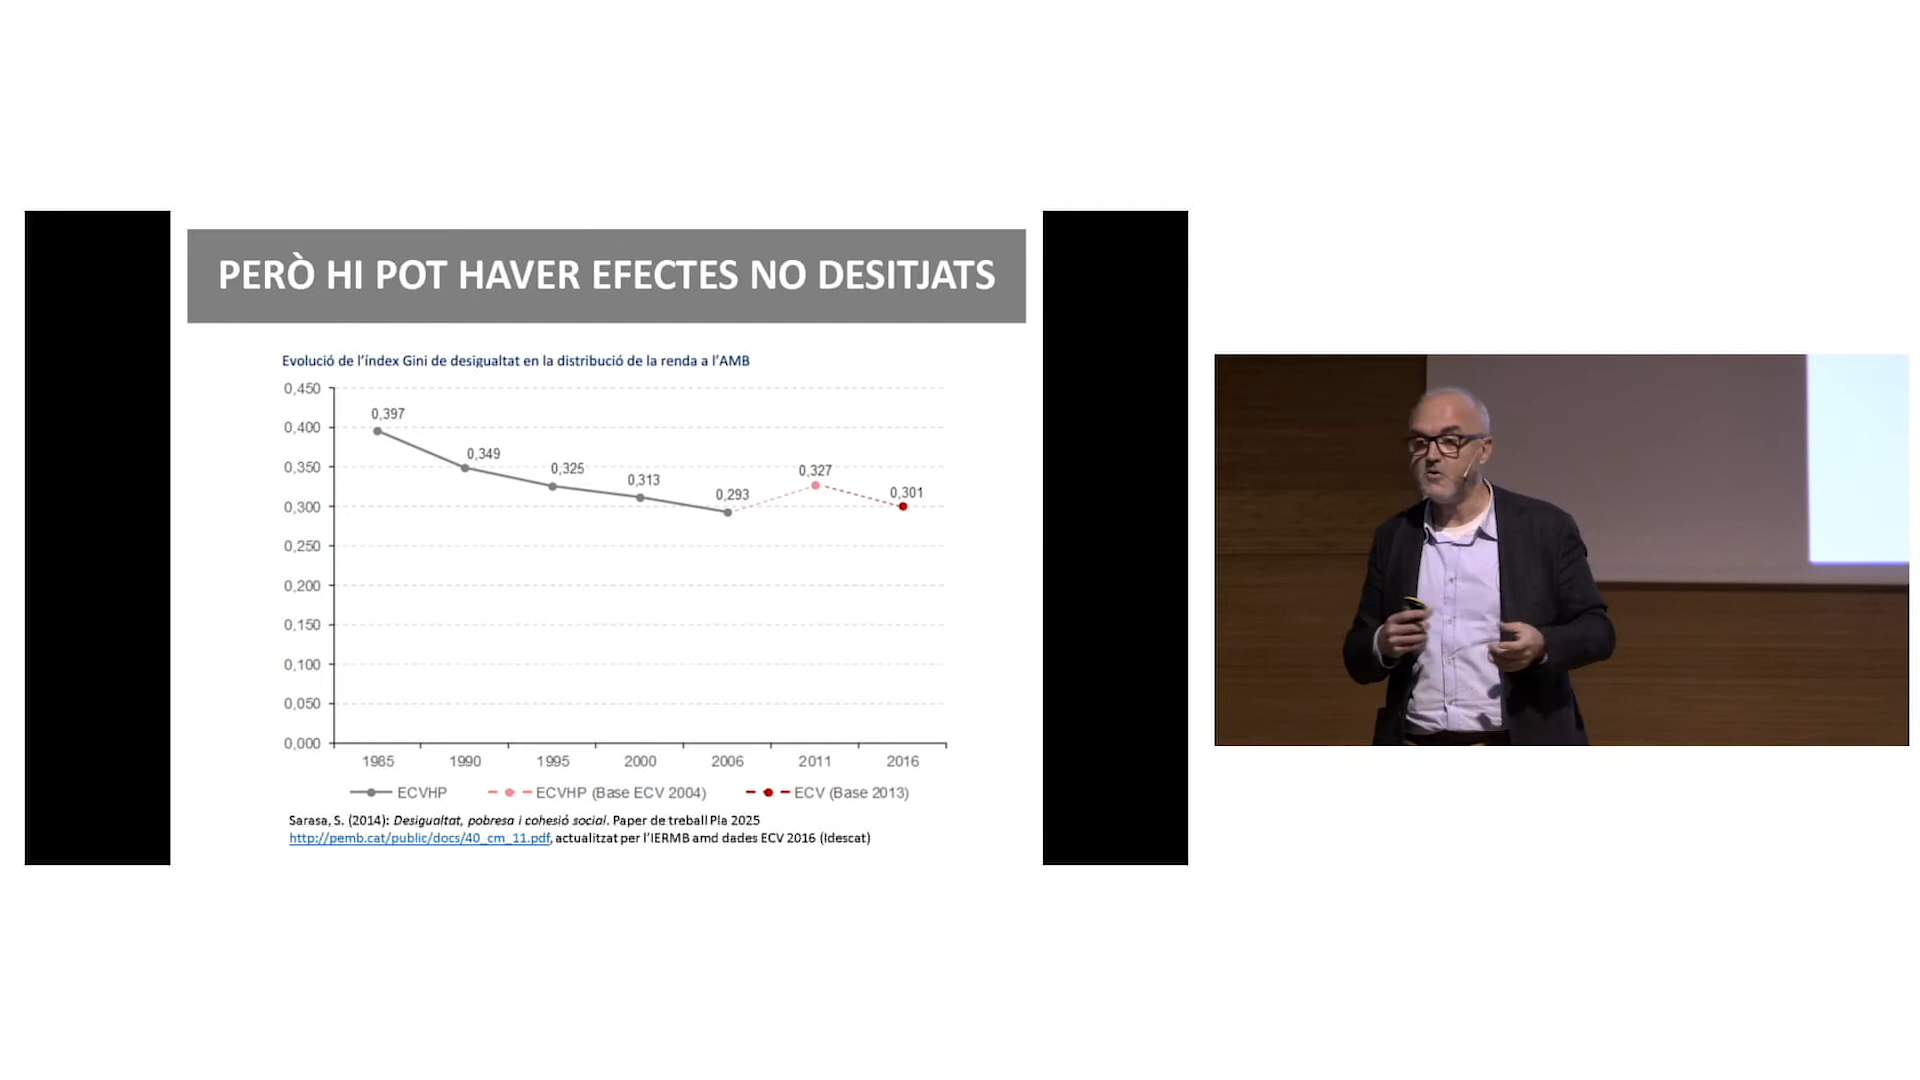 PERÒ HI POT HAVER EFECTES NO DESITJATS
Evolució de l'índex Gini de desigualtat en la distribució de la renda a l'AMB
0,450
0,400
0,350
0,300
0,250
0,200
0,150
0,100
0,050
0,000
0,397
0,349
0,325
0,313
0,293
0,327
0,301
1985 1990 1995 2000 2006 2011 2016
ECVHP ECVHP (Base ECV 2004) ECV (Base 2013)
Sarasa, S. (2014): Desigualtat, pobresa i cohesió social. Paper de treball Pla 2025
http://pemb.cat/public/docs/40_cm_11.pdf, actualitzat per l'IERMB amd dades ECV 2016 (Idescat)